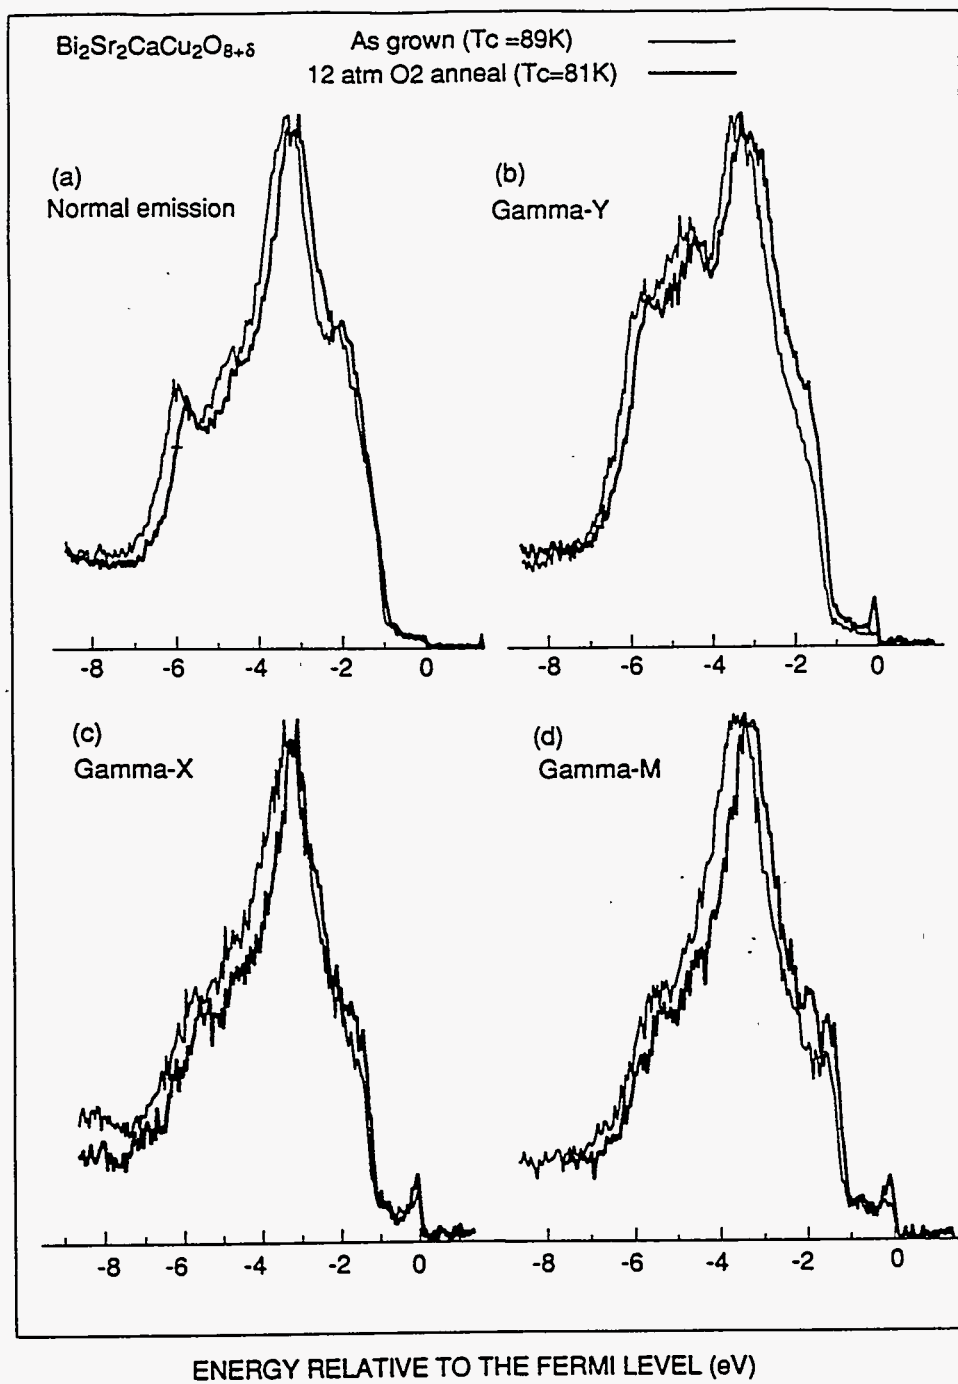 Bi₂Sr₂CaCu₂O₈₊δ
As grown (Tc =89K)
12 atm O2 anneal (Tc=81K)
(a)
Normal emission
(b)
Gamma-Y
-8 -6 -4 -2 0
-8 -6 -4 -2 0
(c)
Gamma-X
(d)
Gamma-M
-8 -6 -4 -2 0
-8 -6 -4 -2 0
ENERGY RELATIVE TO THE FERMI LEVEL (eV)